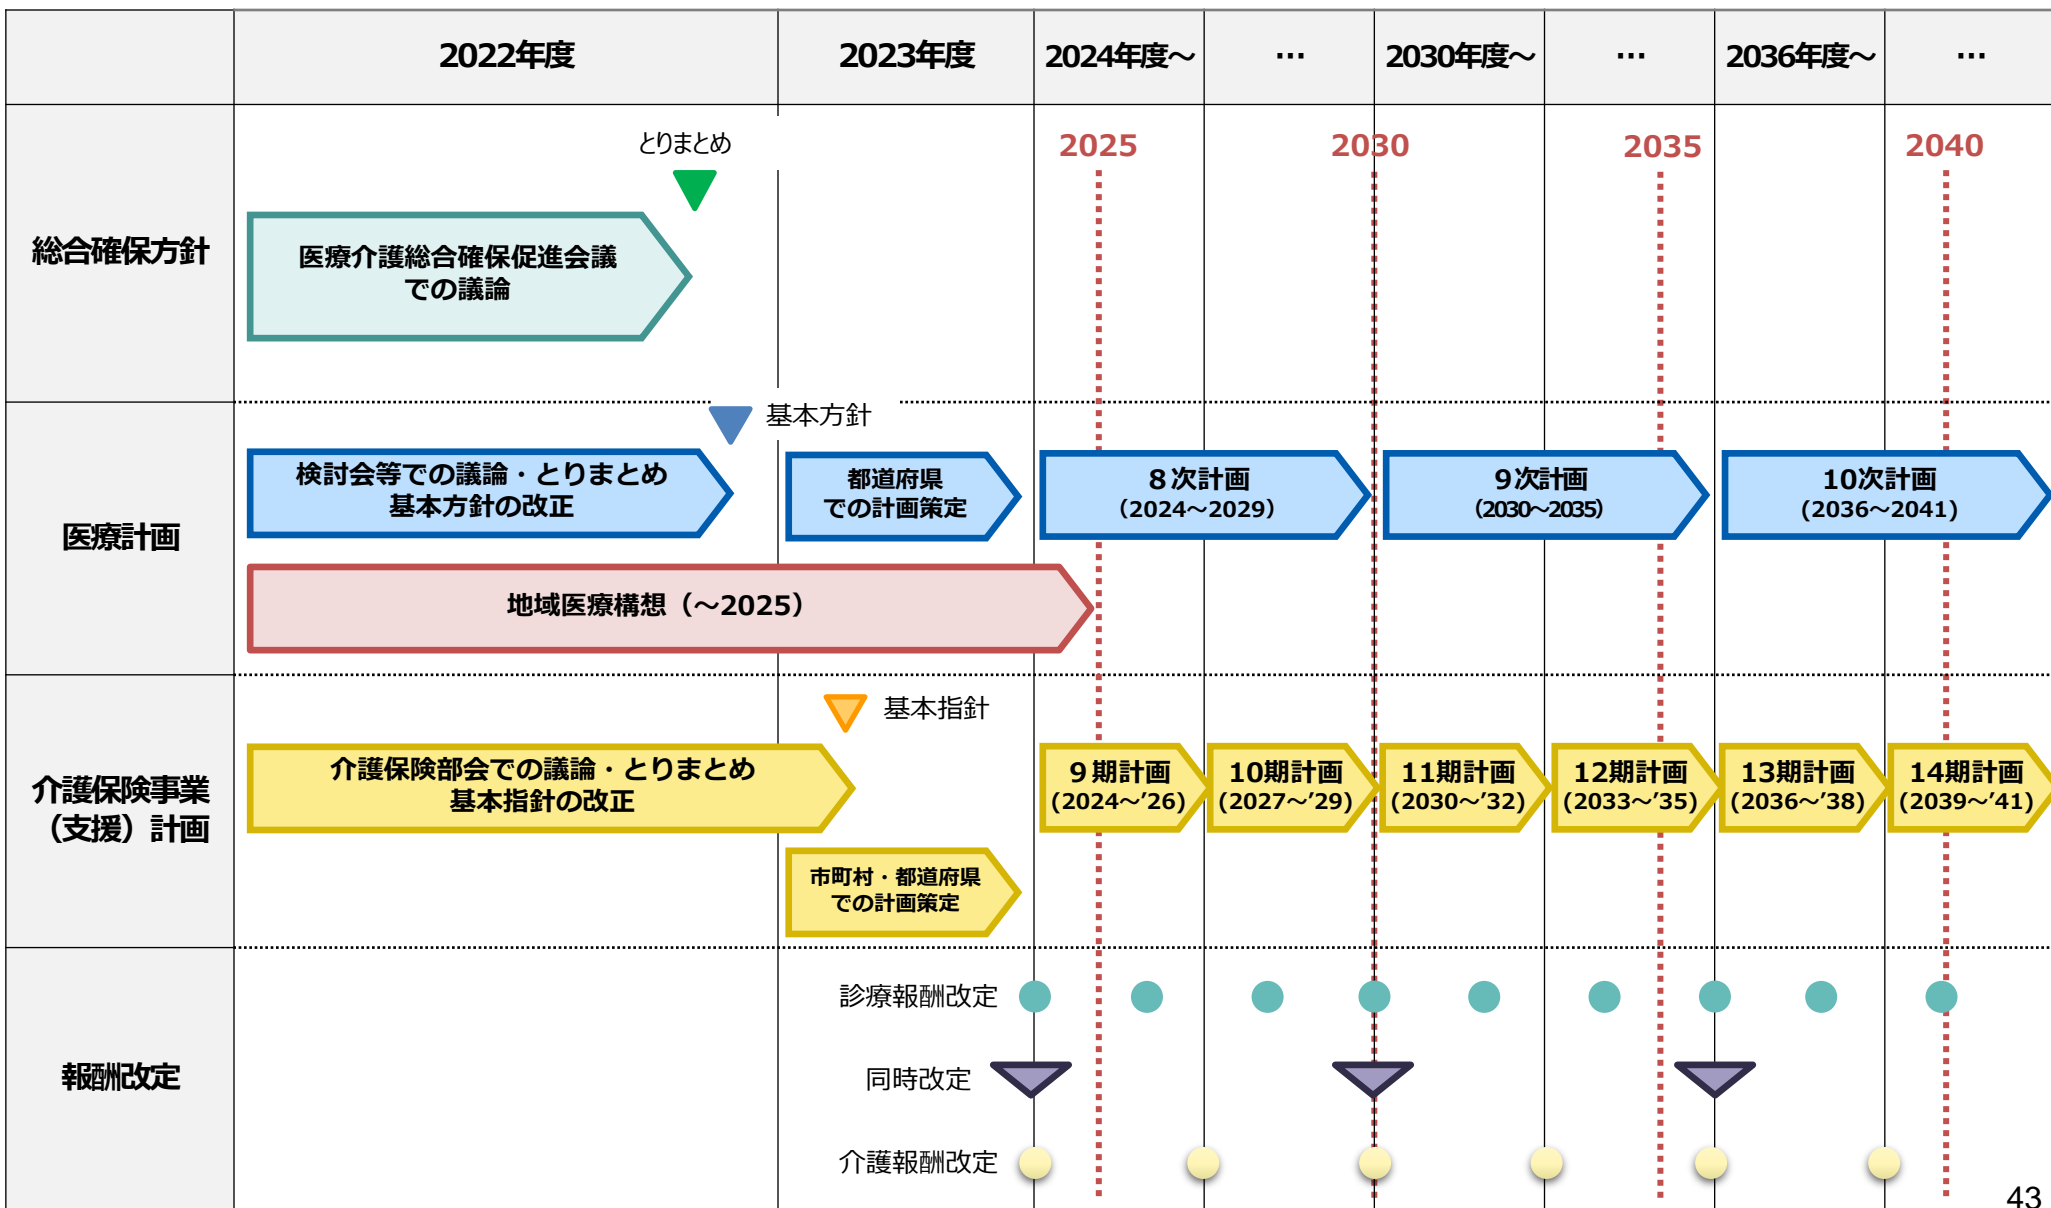 2022年度
2023年度
2024年度～
…
2030年度～
…
2036年度～
…
総合確保方針
とりまとめ
医療介護総合確保促進会議
での議論
2025
2030
2035
2040
医療計画
基本方針
検討会等での議論・とりまとめ
基本方針の改正
都道府県
での計画策定
８次計画
（2024～2029）
９次計画
（2030～2035）
10次計画
（2036～2041）
地域医療構想（～2025）
介護保険事業
（支援）計画
基本指針
介護保険部会での議論・とりまとめ
基本指針の改正
市町村・都道府県
での計画策定
９期計画
(2024～’26)
10期計画
(2027～’29)
11期計画
(2030～’32)
12期計画
(2033～’35)
13期計画
(2036～’38)
14期計画
(2039～’41)
報酬改定
診療報酬改定
同時改定
介護報酬改定
43